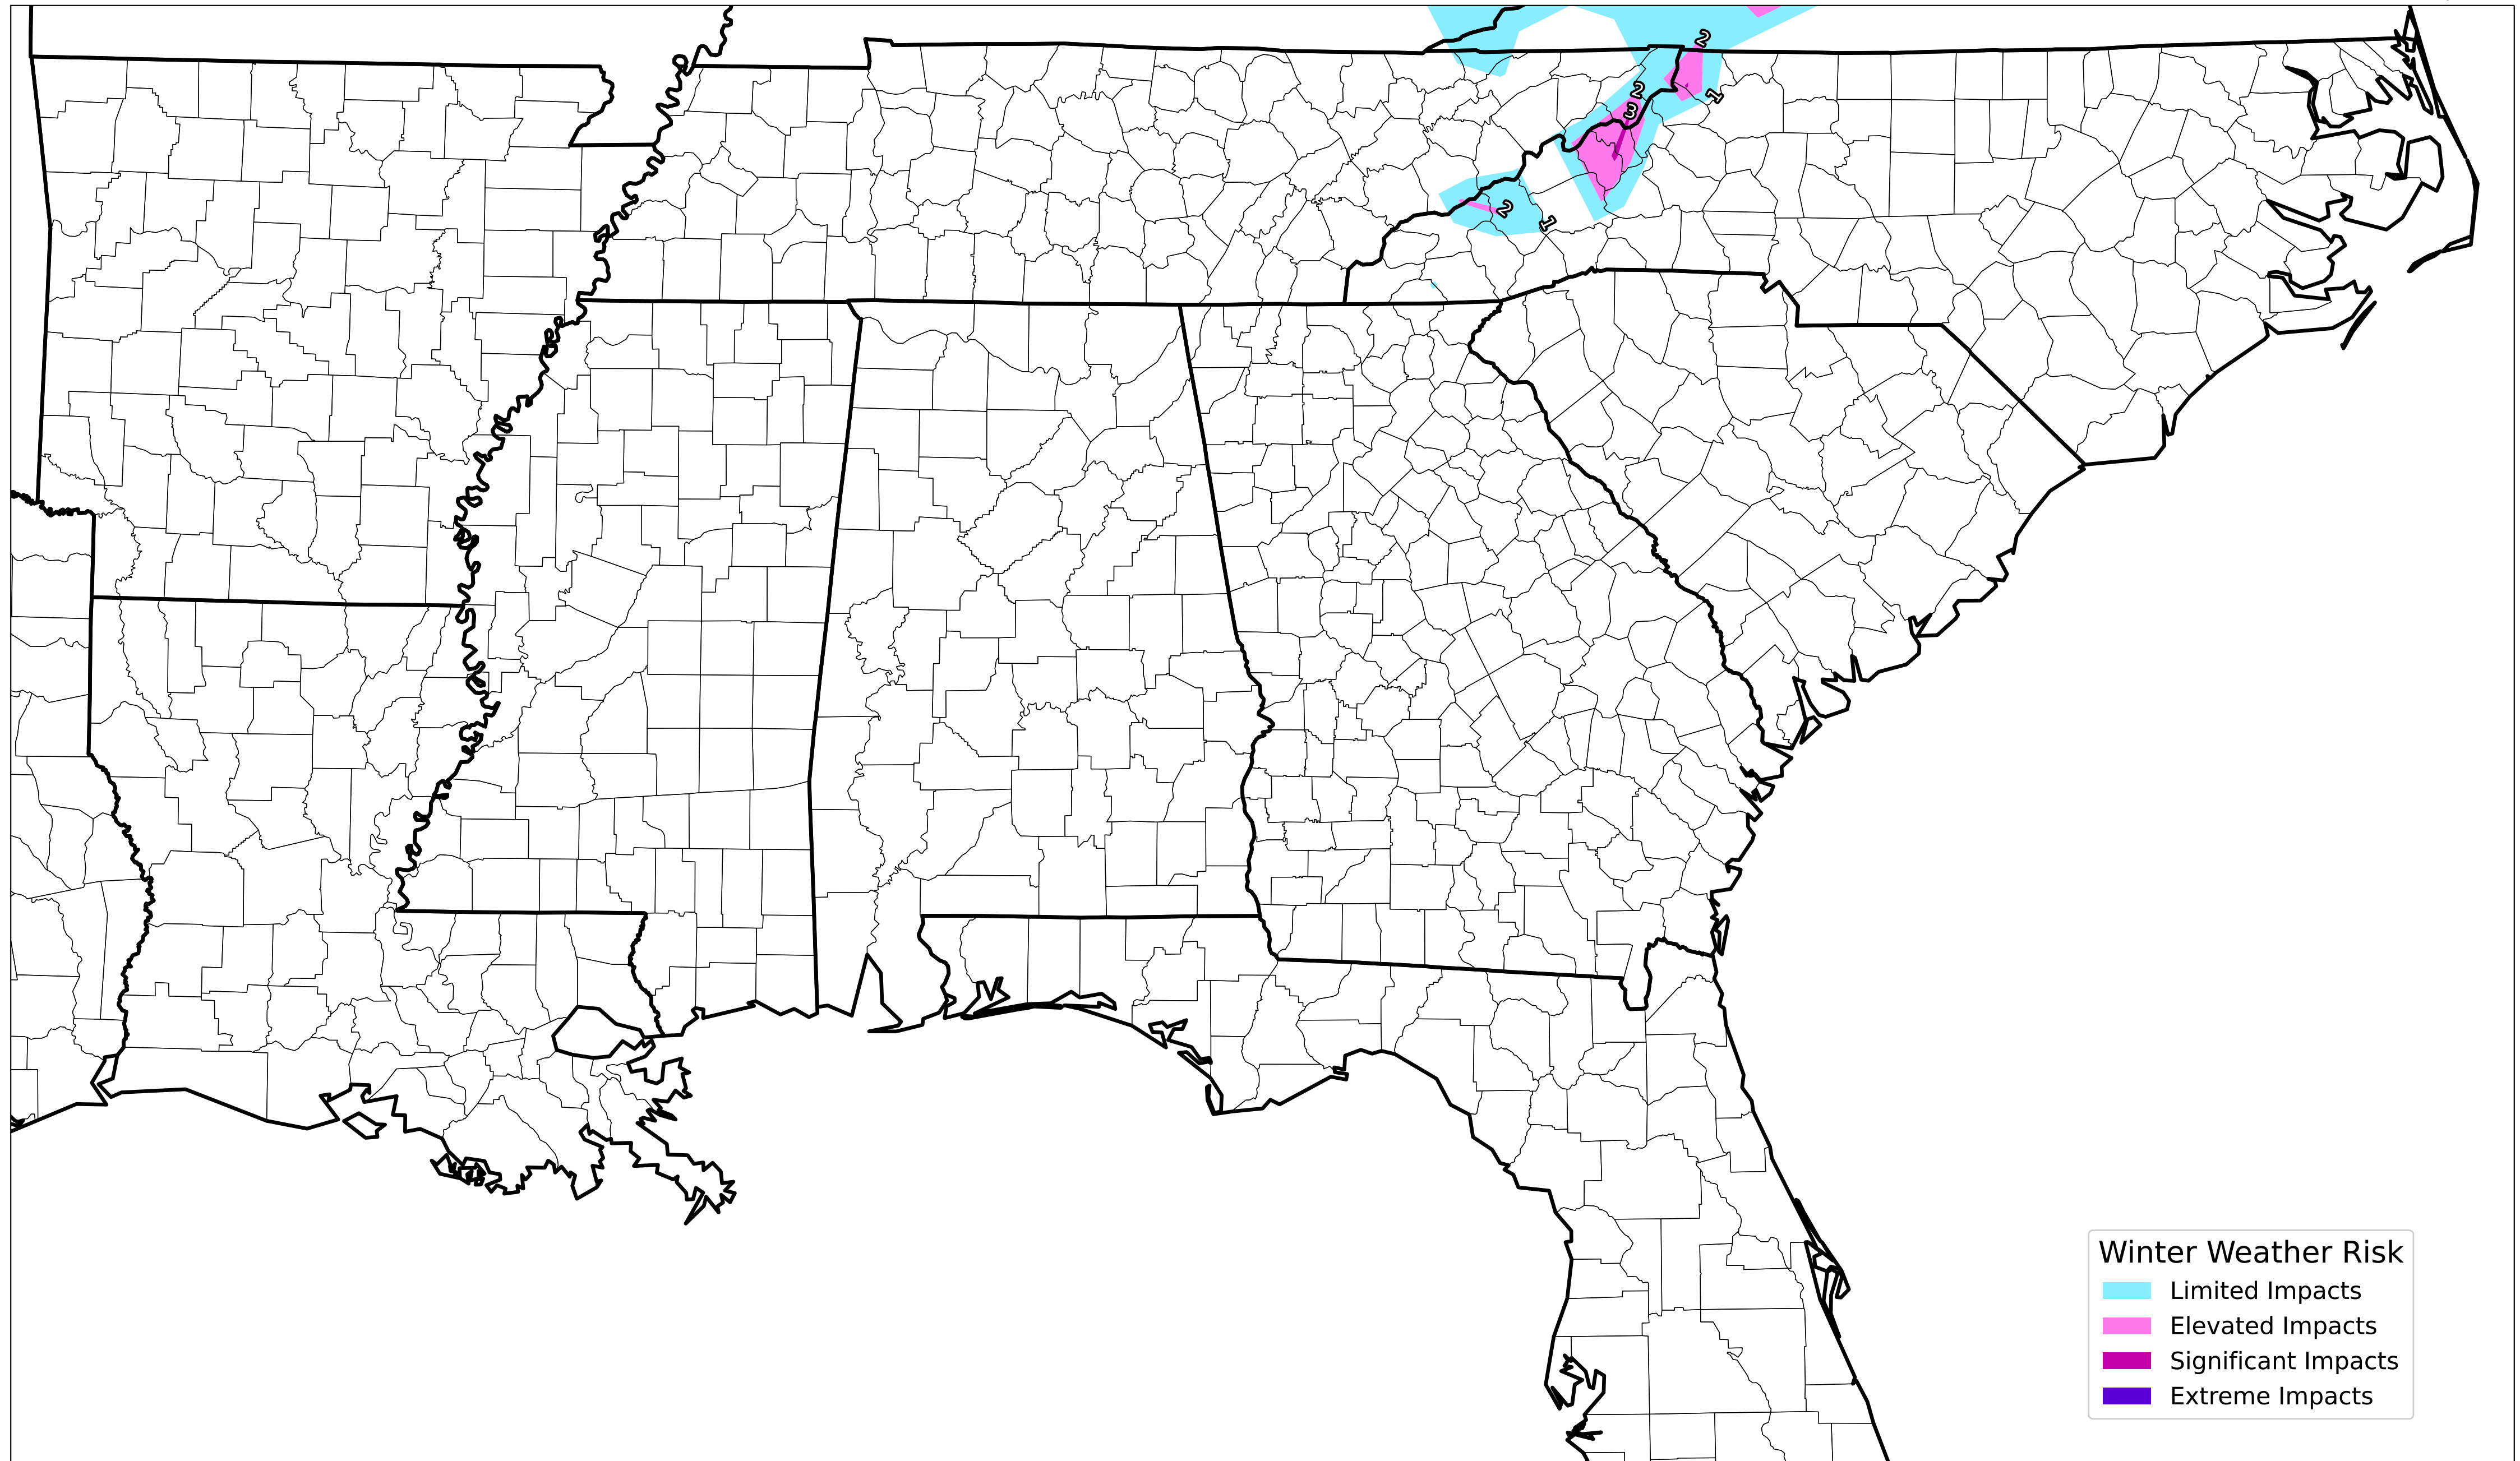 2
2
1
3
2
1
Winter Weather Risk
Limited Impacts
Elevated Impacts
Significant Impacts
Extreme Impacts